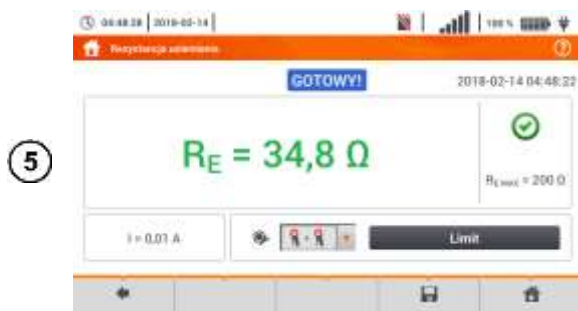 04:48:28 2018-02-14 100 %
Rezystancja uziemienia
GOTOWY! 2018-02-14 04:48:22
5
RE = 34,8 Ω
RE MAX = 200 Ω
I = 0,01 A
Limit